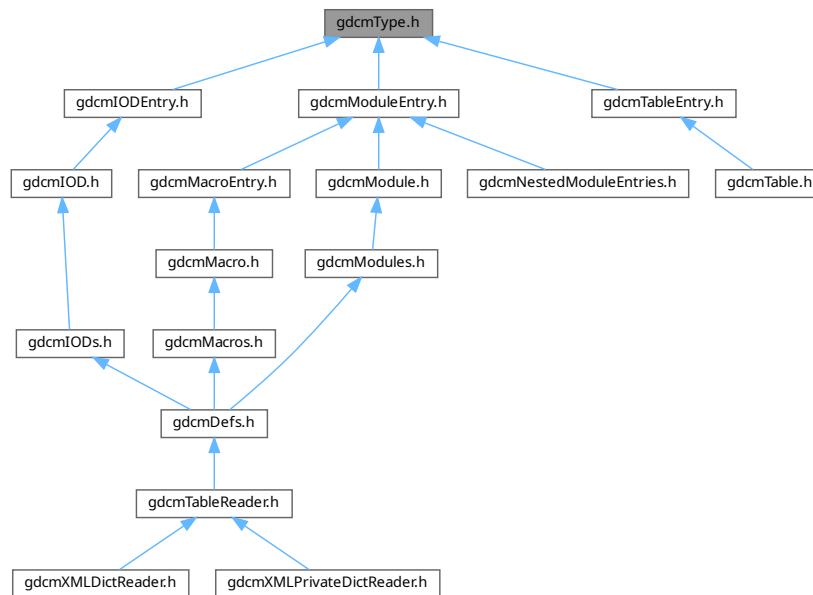 gdcmType.h
gdcmIODEntry.h
gdcmModuleEntry.h
gdcmTableEntry.h
gdcmIOD.h
gdcmMacroEntry.h
gdcmModule.h
gdcmNestedModuleEntries.h
gdcmTable.h
gdcmMacro.h
gdcmModules.h
gdcmIODs.h
gdcmMacros.h
gdcmDefs.h
gdcmTableReader.h
gdcmXMLDictReader.h
gdcmXMLPrivateDictReader.h